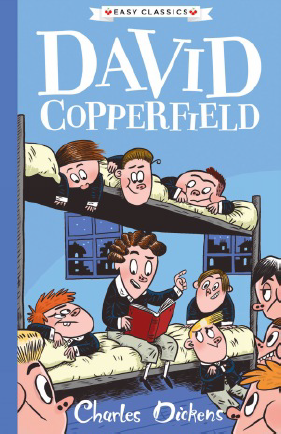 EASY CLASSICS
DAVID
COPPERFIELD
Charles Dickens